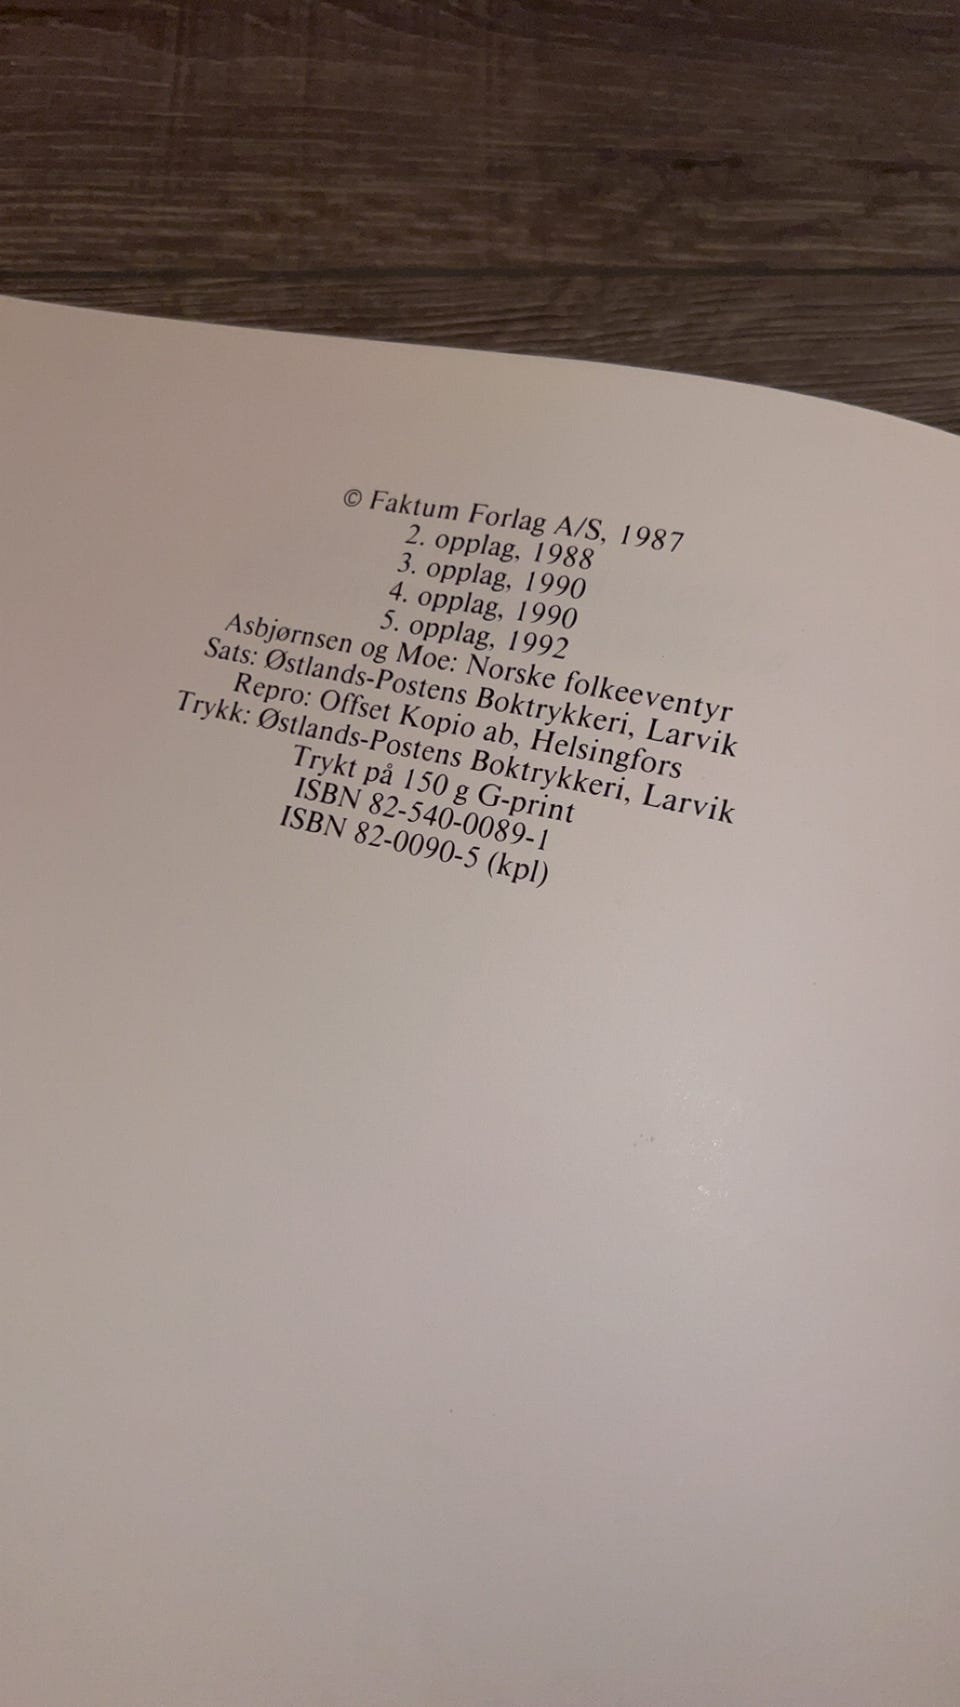 © Faktum Forlag A/S, 1987
2. opplag, 1988
3. opplag, 1990
4. opplag, 1990
5. opplag, 1992
Asbjørnsen og Moe: Norske folkeeventyr
Sats: Østlands-Postens Boktrykkeri, Larvik
Repro: Offset Kopio ab, Helsingfors
Trykk: Østlands-Postens Boktrykkeri, Larvik
Trykt på 150 g G-print
ISBN 82-540-0089-1
ISBN 82-0090-5 (kpl)